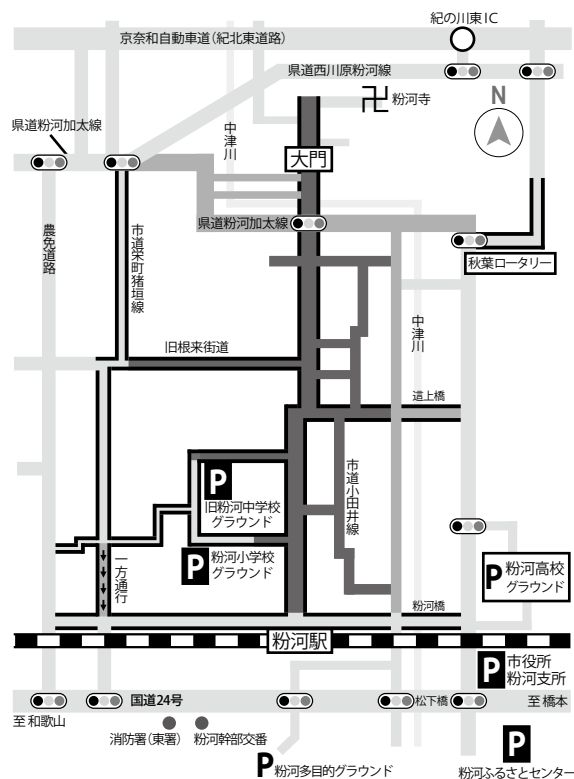 紀の川東IC
京奈和自動車道(紀北東道路)
県道西川原粉河線
卍 粉河寺
N
県道粉河加太線
中津川
大門
県道粉河加太線
農免道路
市道栄町猪垣線
秋葉ロータリー
旧根来街道
中津川
這上橋
P
旧粉河中学校
グラウンド
市道小田井線
P 粉河小学校
グラウンド
一方通行
P 粉河高校
グラウンド
粉河橋
粉河駅
P 市役所
粉河支所
国道24号
松下橋
至 和歌山
至 橋本
消防署(東署)
粉河幹部交番
P
P 粉河多目的グラウンド
粉河ふるさとセンター